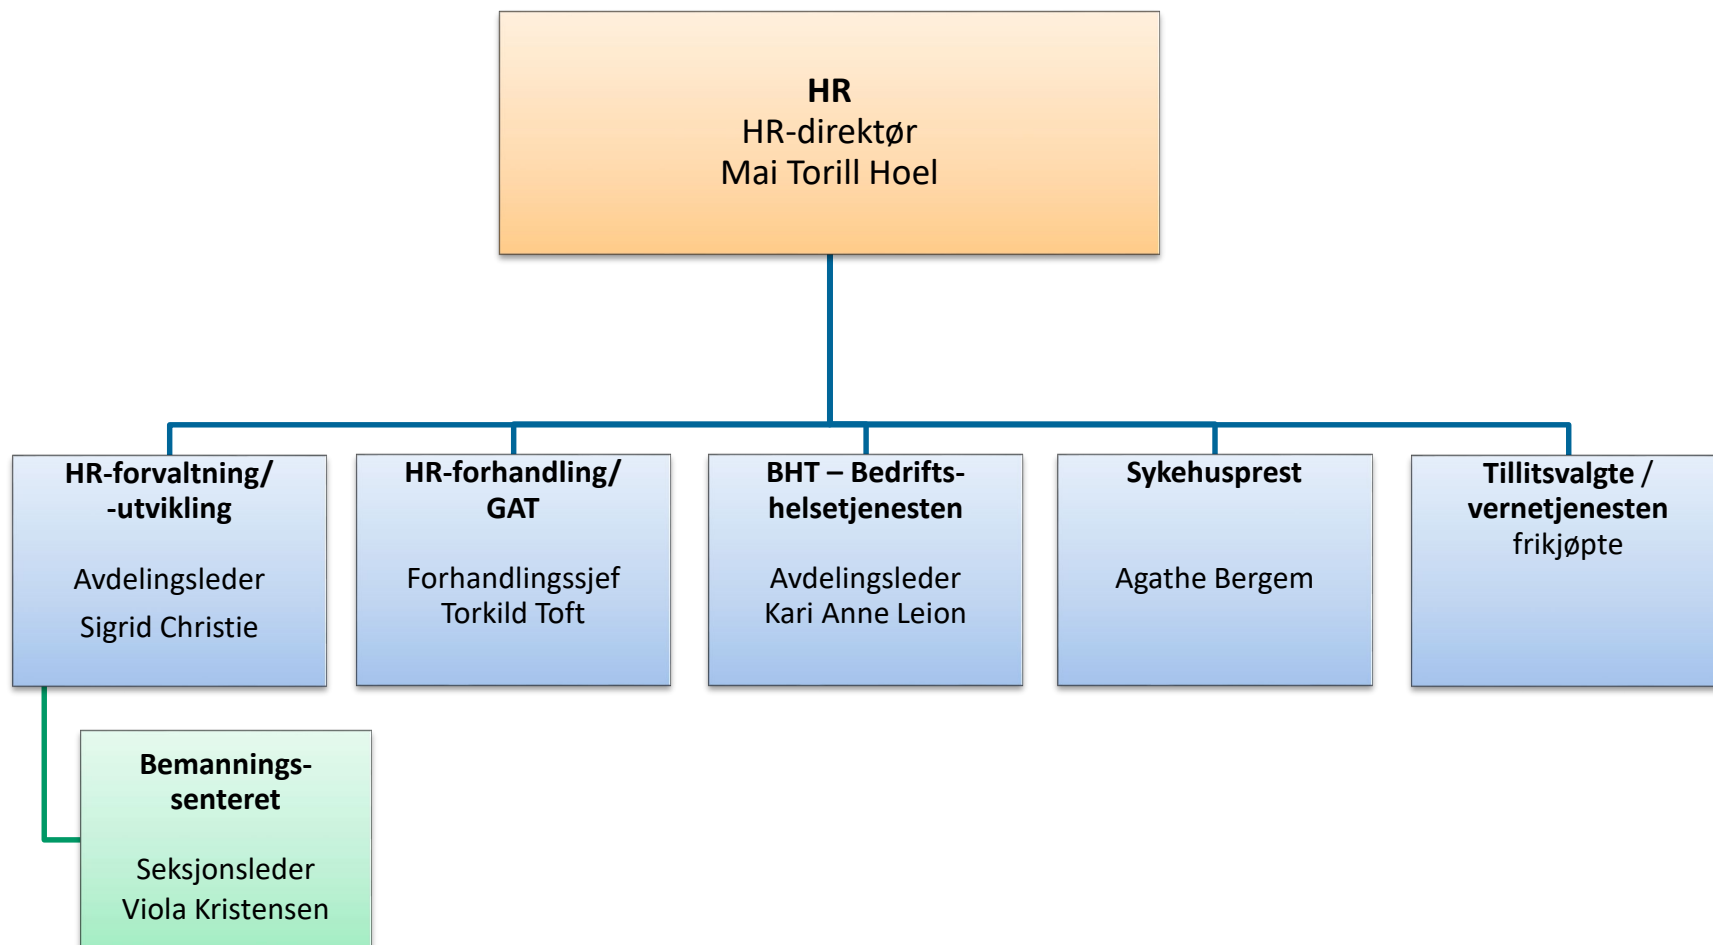 HR
HR-direktør
Mai Torill Hoel
HR-forvaltning/
-utvikling
Avdelingsleder
Sigrid Christie
HR-forhandling/
GAT
Forhandlingssjef
Torkild Toft
BHT – Bedrifts-
helsetjenesten
Avdelingsleder
Kari Anne Leion
Sykehusprest
Agathe Bergem
Tillitsvalgte /
vernetjenesten
frikjøpte
Bemannings-
senteret
Seksjonsleder
Viola Kristensen